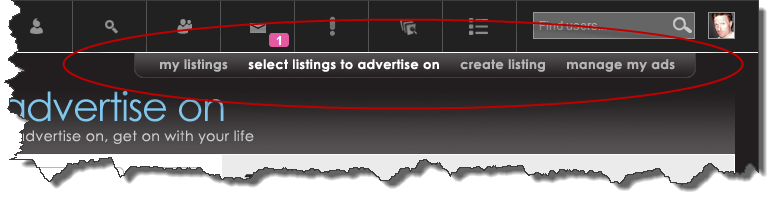 Find users...
1
my listings select listings to advertise on create listing manage my ads
advertise on
advertise on, get on with your life